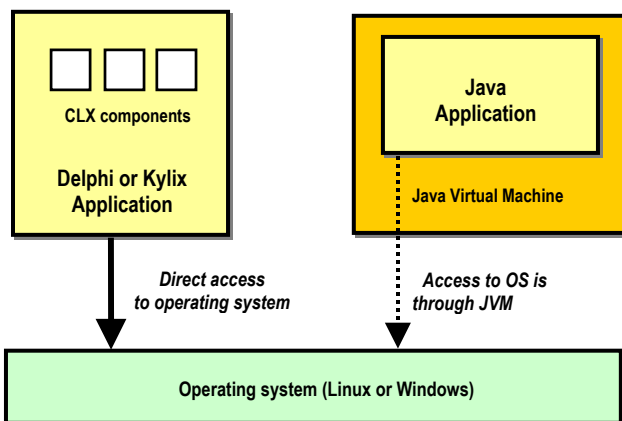 CLX components
Delphi or Kylix
Application
Java
Application
Java Virtual Machine
Direct access
to operating system
Access to OS is
through JVM
Operating system (Linux or Windows)